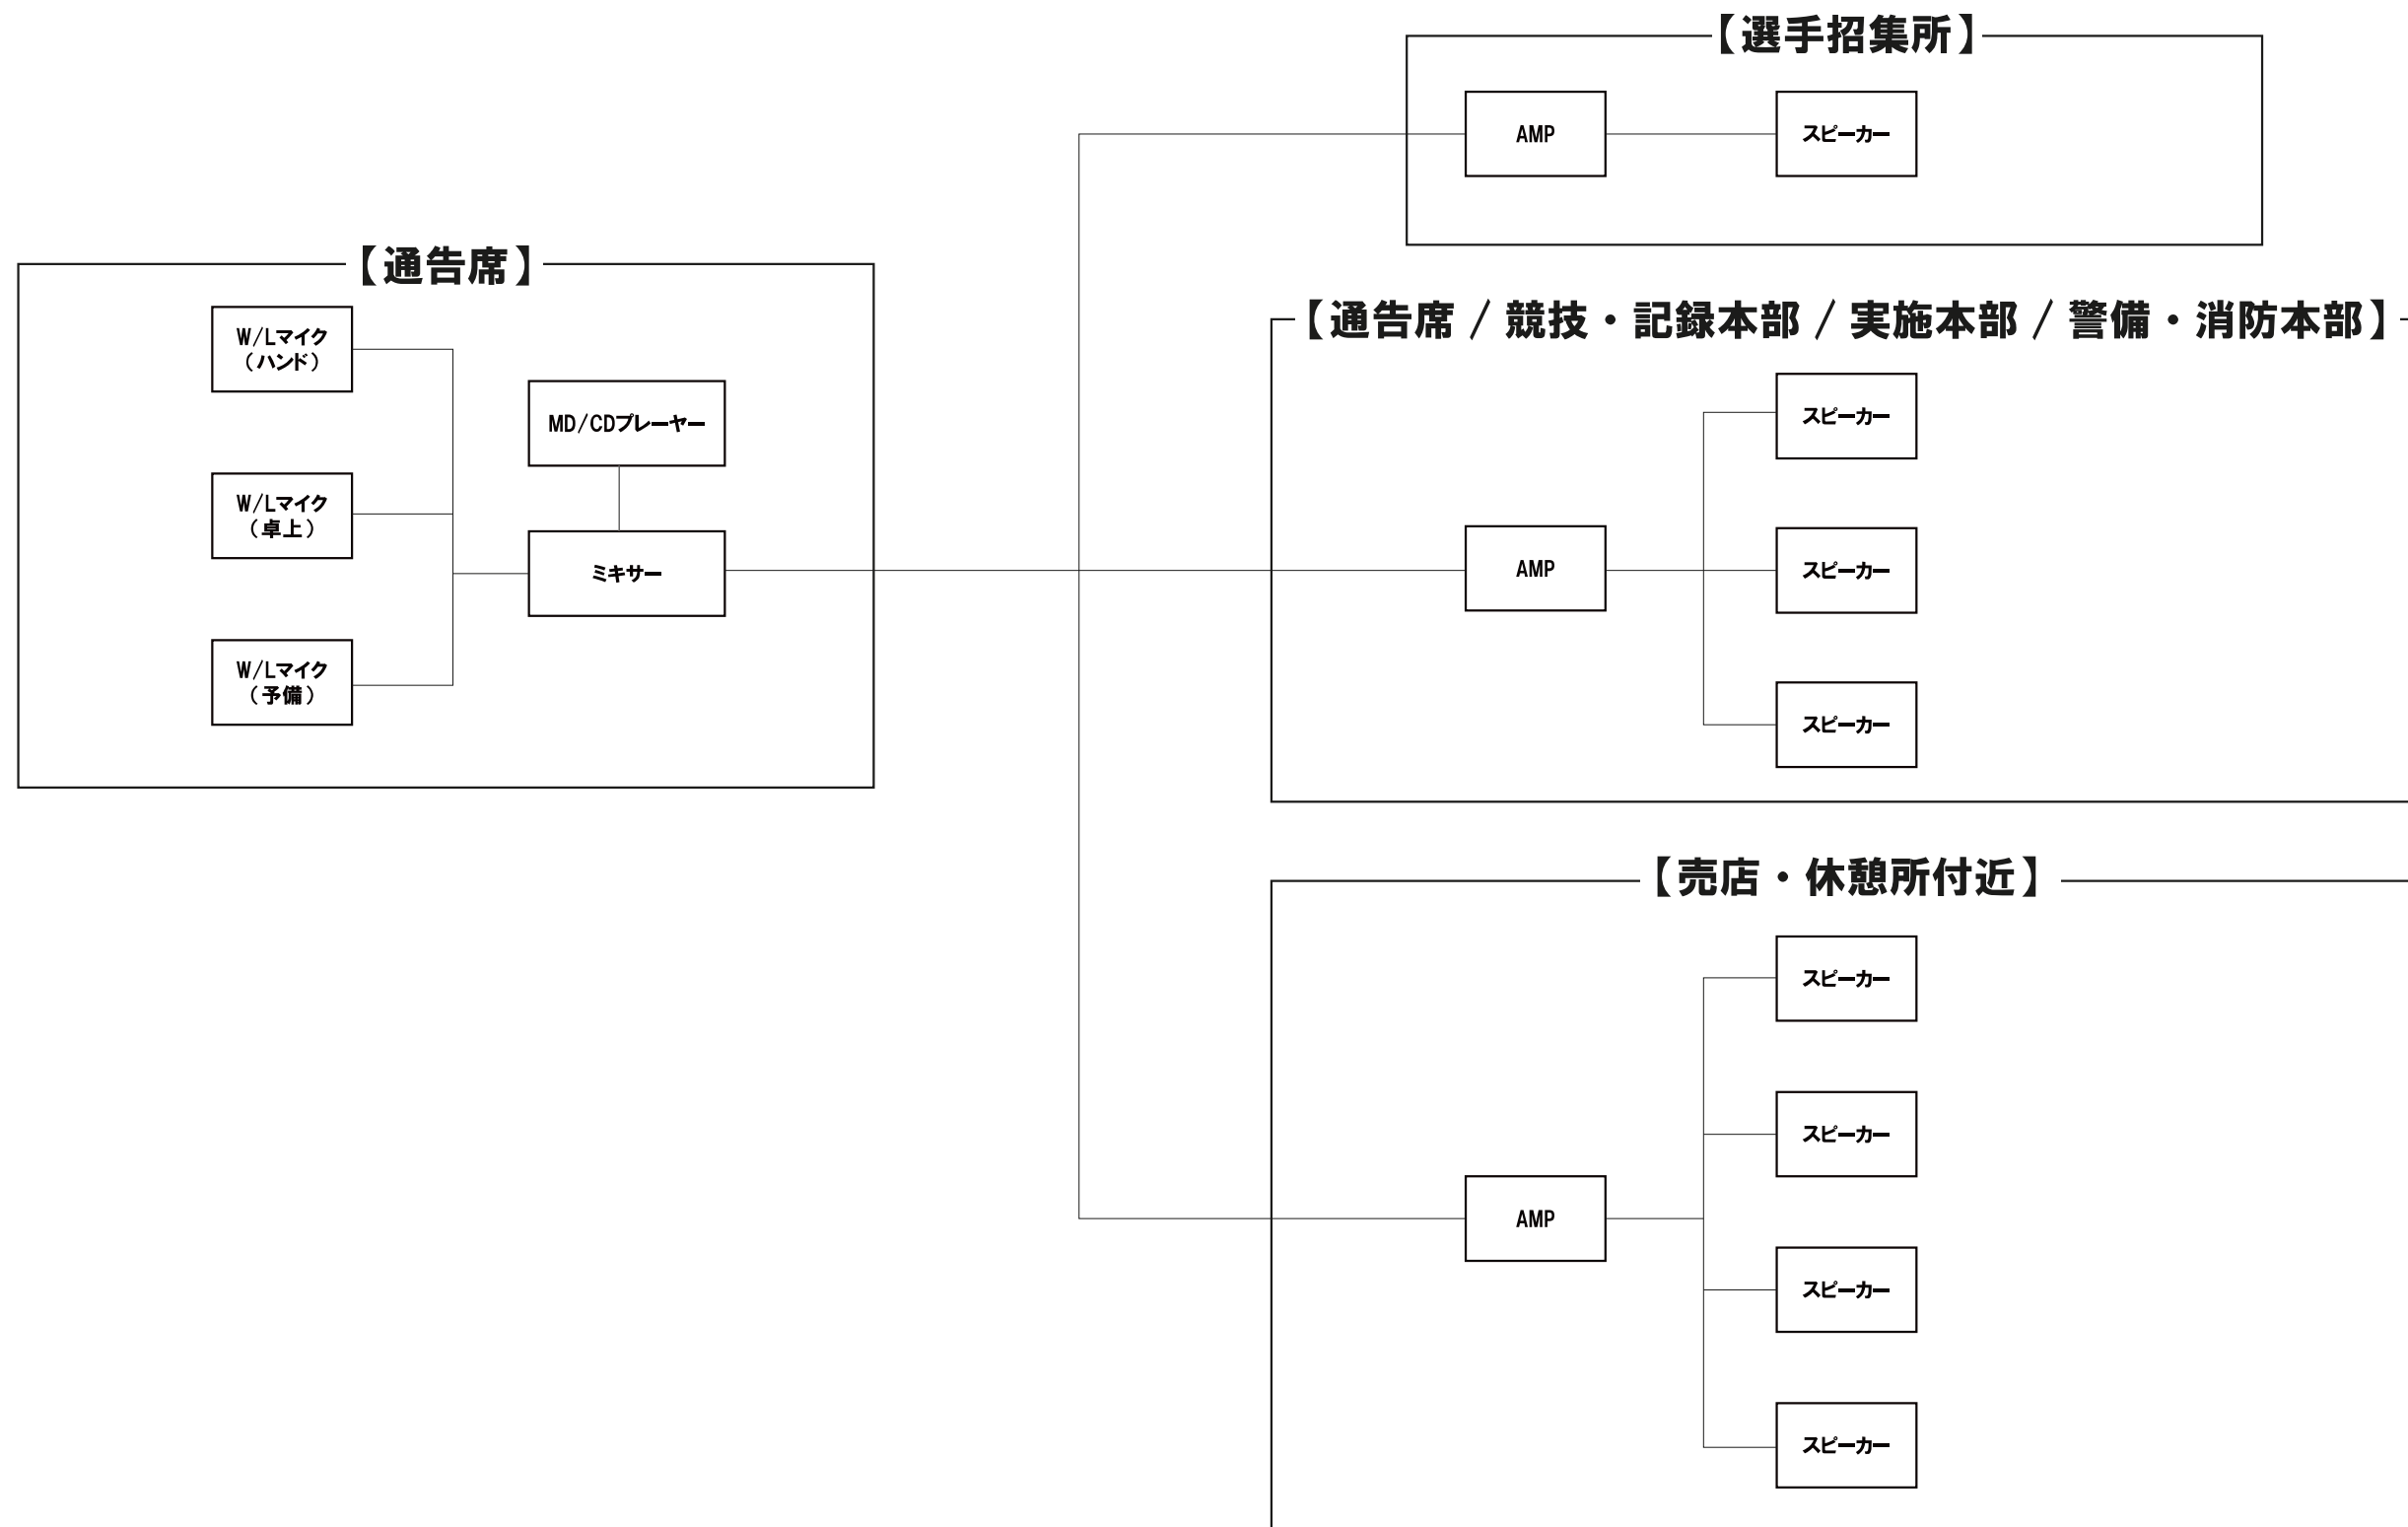 【選手招集所】
AMP
スピーカー
【通告席】
W/Lマイク
（ハンド）
MD/CDプレーヤー
W/Lマイク
（卓上）
ミキサー
W/Lマイク
（予備）
【通告席/競技・記録本部/実施本部/警備・消防本部】
スピーカー
AMP
スピーカー
スピーカー
【売店・休憩所付近】
スピーカー
スピーカー
AMP
スピーカー
スピーカー